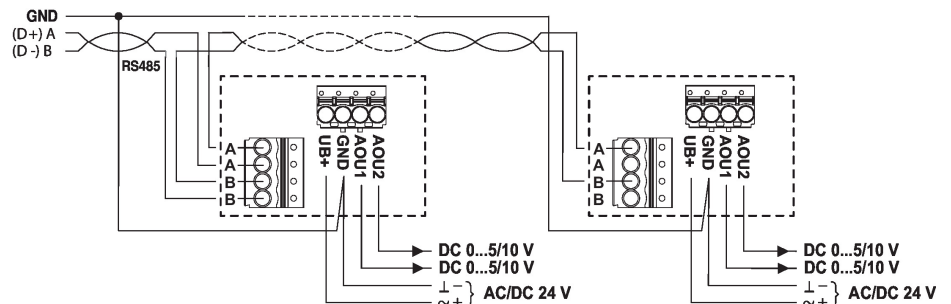 GND
(D+) A
(D -) B
RS485
A
A
B
B
UB+
GND
AOU1
AOU2
DC 0...5/10 V
DC 0...5/10 V
⊥ −
~ +
AC/DC 24 V
A
A
B
B
UB+
GND
AOU1
AOU2
DC 0...5/10 V
DC 0...5/10 V
⊥ −
~ +
AC/DC 24 V